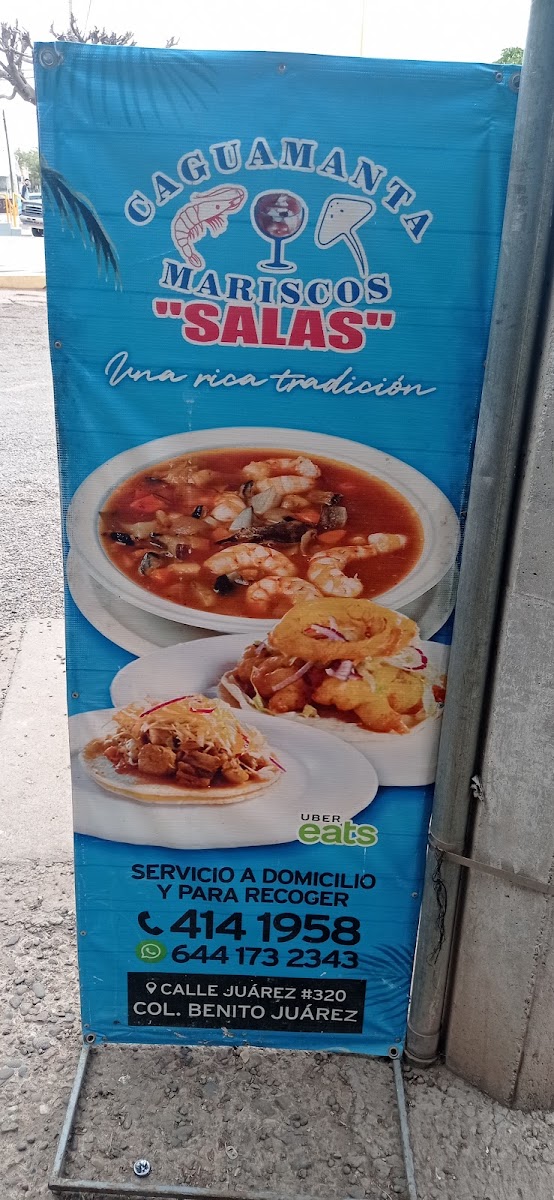 CAGUAMANTA
MARISCOS
"SALAS"
Una rica tradición
UBER
eats
SERVICIO A DOMICILIO
Y PARA RECOGER
414 1958
644 173 2343
CALLE JUÁREZ #320
COL. BENITO JUÁREZ